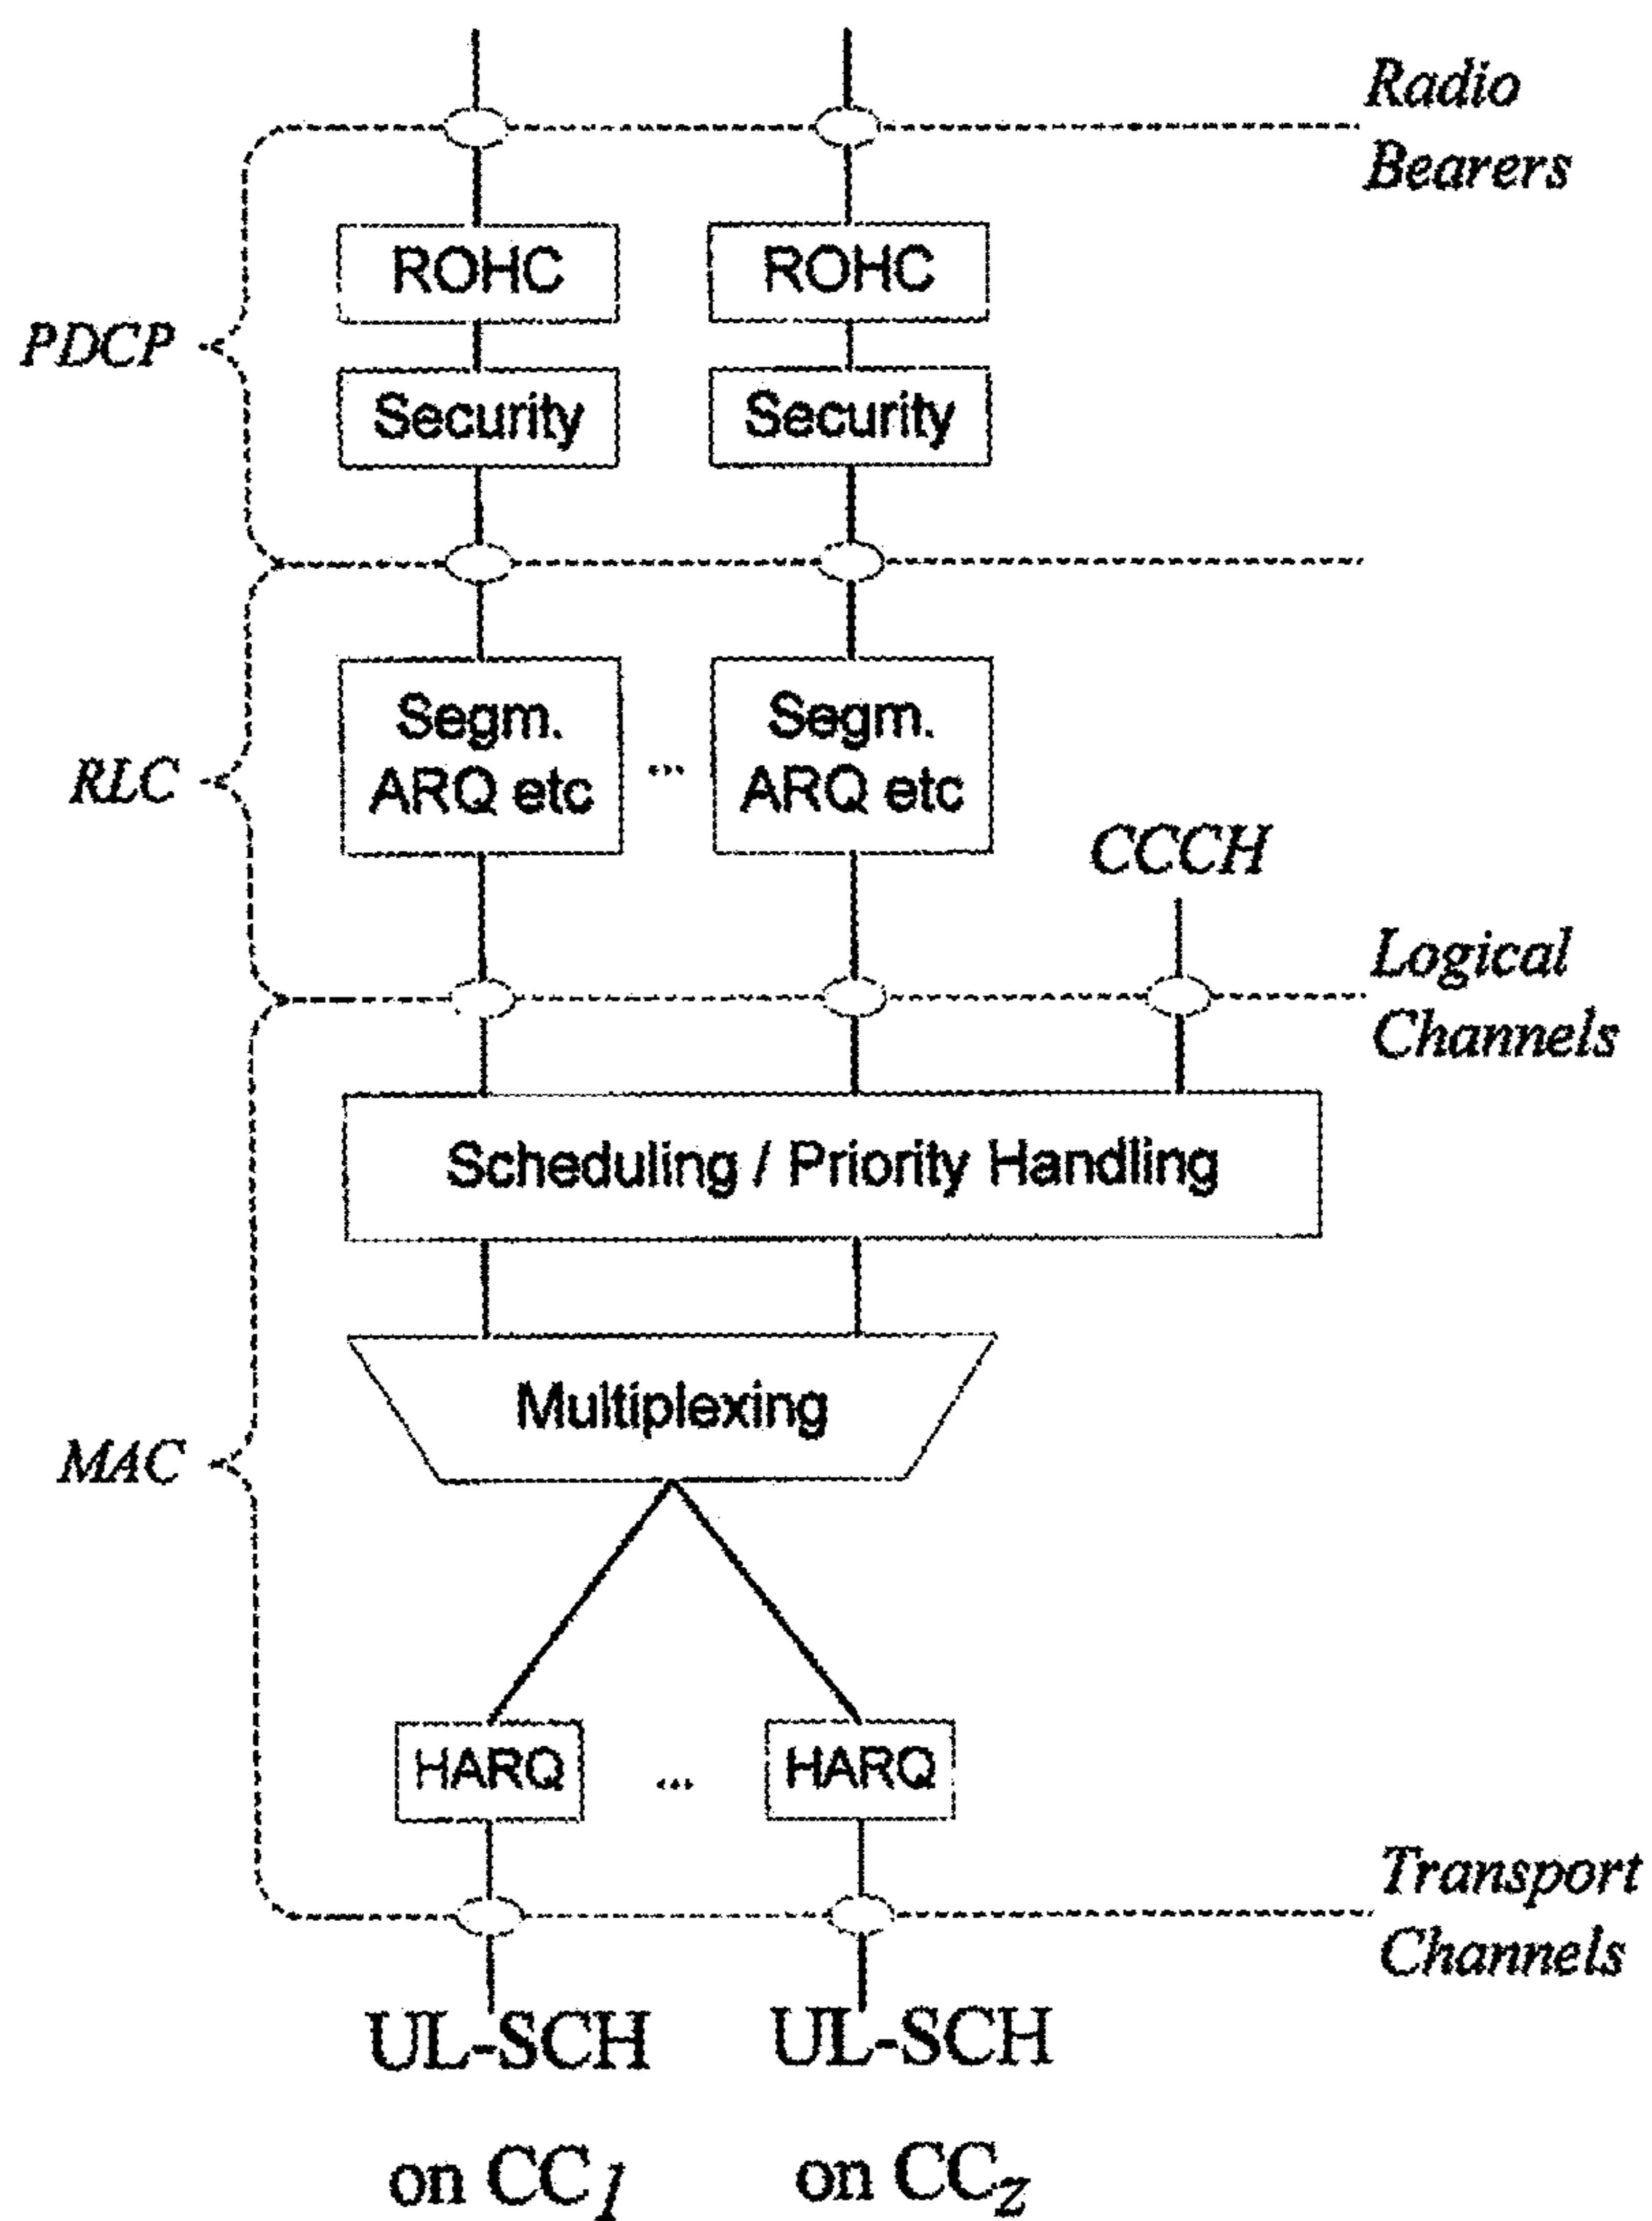 Radio
Bearers
ROHC
ROHC
PDCP
Security
Security
Segm.
ARQ etc
...
Segm.
ARQ etc
RLC
CCCH
Logical
Channels
Scheduling / Priority Handling
Multiplexing
MAC
HARQ
...
HARQ
Transport
Channels
UL-SCH
on CC1
UL-SCH
on CCz